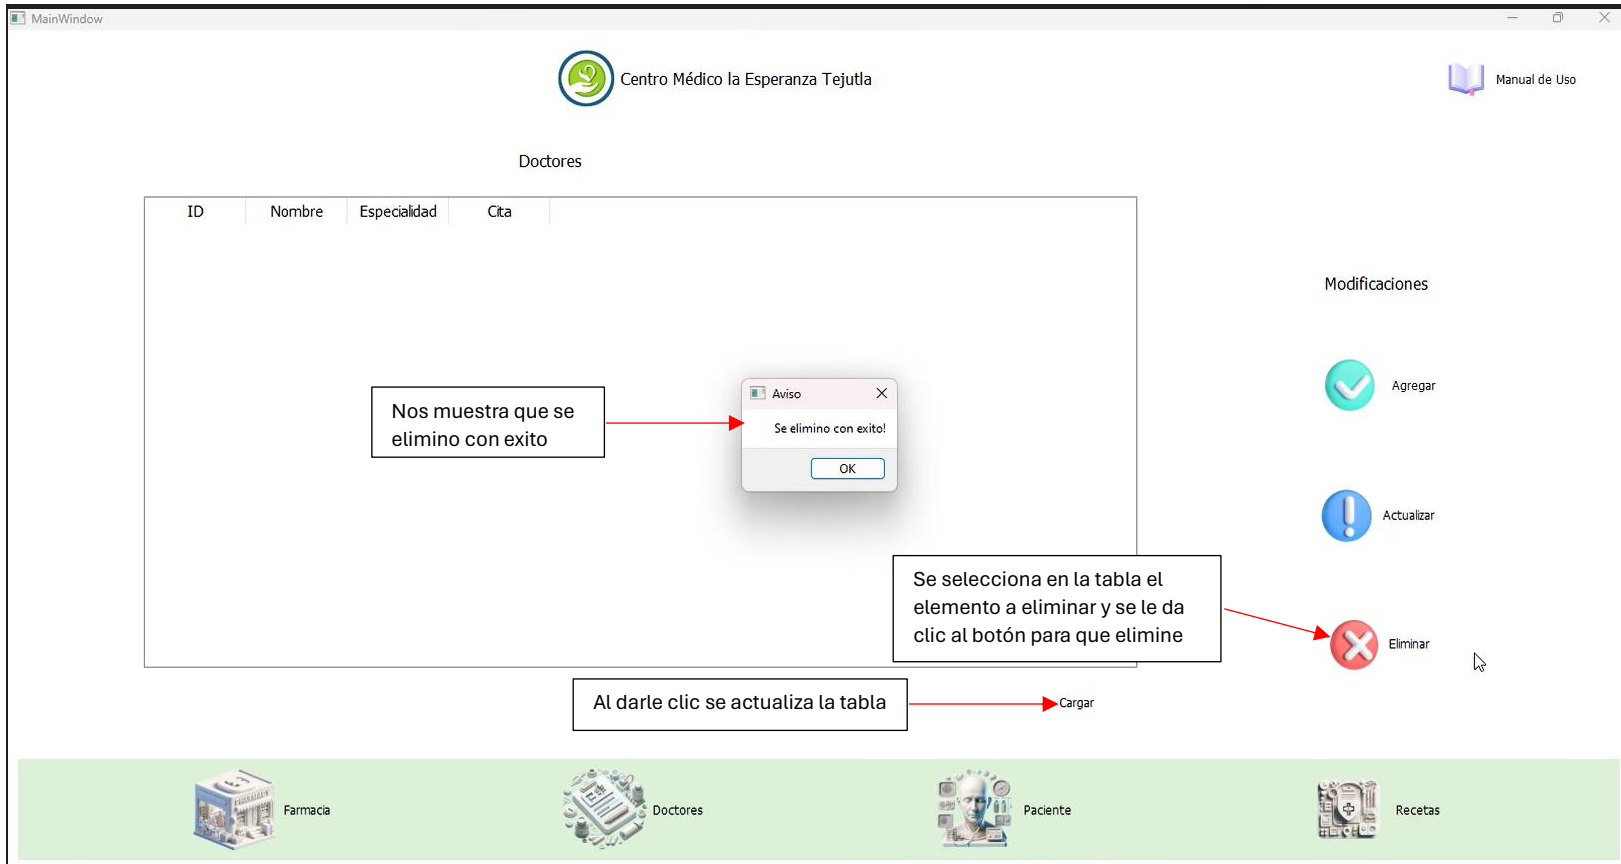 MainWindow
Centro Médico la Esperanza Tejutla
Manual de Uso
Doctores
ID Nombre Especialidad Cita
Modificaciones
Agregar
Nos muestra que se
elimino con exito
Aviso
Se elimino con exito!
OK
Actualizar
Se selecciona en la tabla el
elemento a eliminar y se le da
clic al botón para que elimine
Eliminar
Al darle clic se actualiza la tabla
Cargar
Farmacia
Doctores
Paciente
Recetas